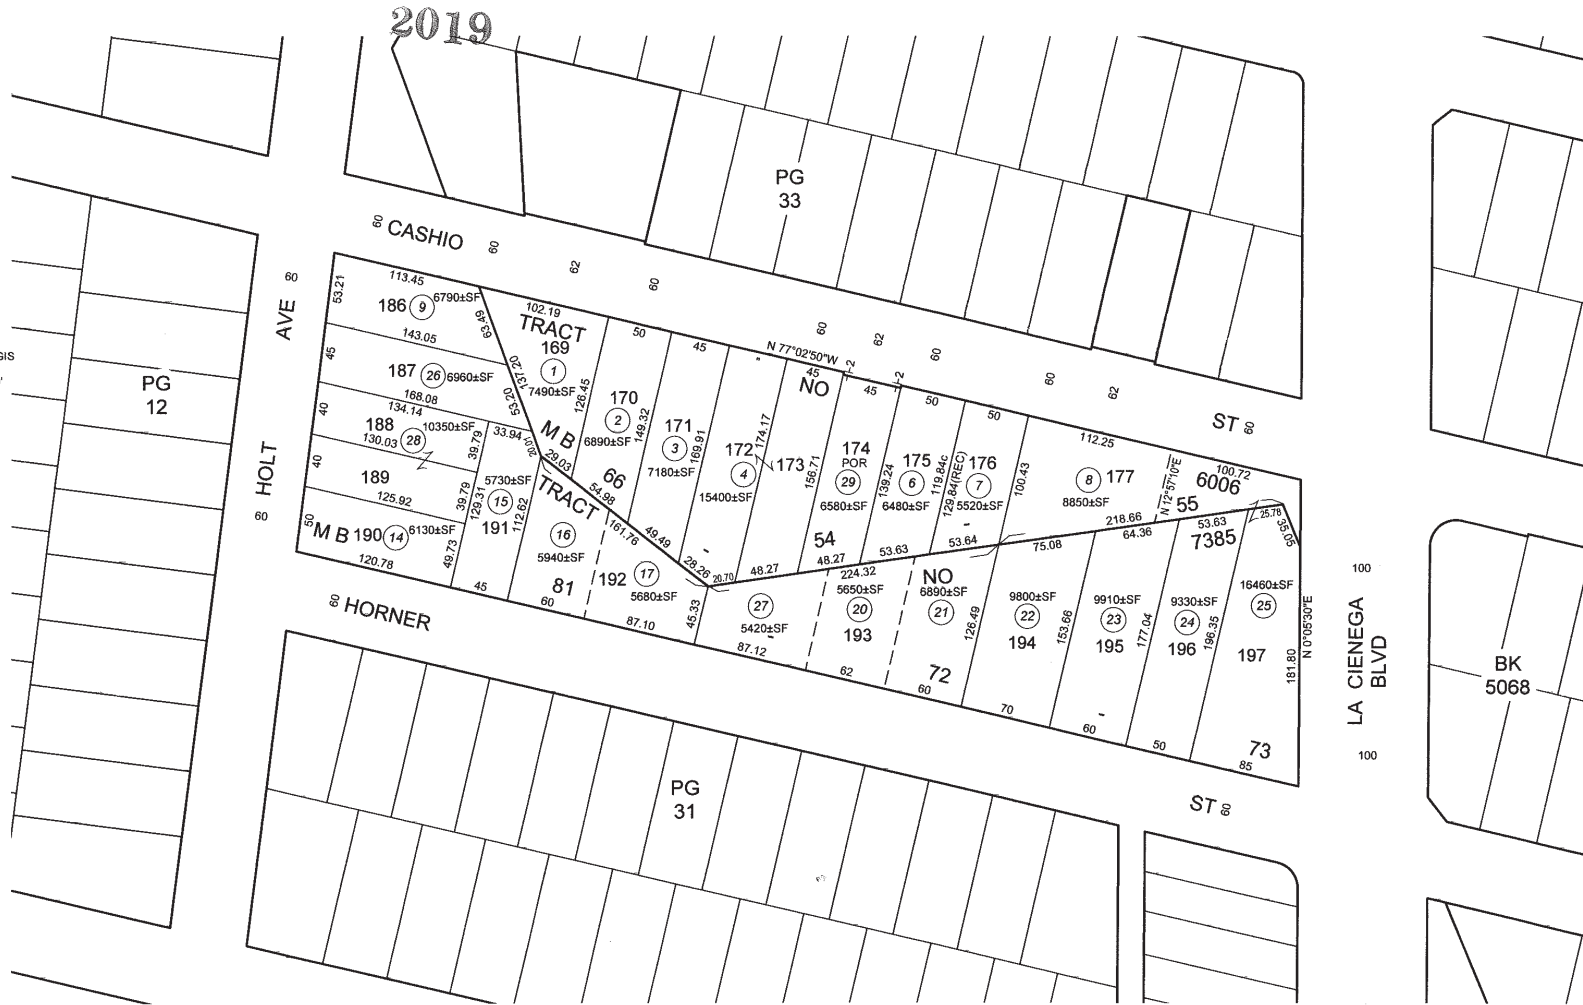 2019
PG
33
60
CASHIO
60
62
60
60
62
60
60
62
ST 60
60
AVE
HOLT
60
GIS
PG
12
53.21
113.45
186 9 6790±SF
63.49
143.05
45
187 26 6960±SF
53.20
168.08
134.14
40
188 28 10350±SF
130.03
39.79
33.94
20.01
40
189
125.92
39.79
129.31
50
M B 190 14 6130±SF
120.78
49.73
102.19
TRACT
169
1
7490±SF
137.20
126.45
M B
29.03
50
170
2
6890±SF
149.32
66
54.98
45
171
3
7180±SF
169.91
49.49
N 77°02'50"W
172
4
15400±SF
174.17
173
45
NO
2
45
2
174
POR
29
6580±SF
156.71
139.24
54
50
175
6
6480±SF
119.84c
129.84(REC)
50
176
7
5520±SF
100.43
112.25
8 177
8850±SF
N 12°57'10"E
100.72
6006
55
218.66
25.78
35.05
5730±SF
15
191
112.62
45
TRACT
16
5940±SF
81
60
161.76
192 17
5680±SF
28.26
87.10
45.33
20.70
48.27
27
5420±SF
87.12
48.27
224.32
5650±SF
20
193
62
53.63
NO
6890±SF
21
126.49
72
60
53.64
75.08
9800±SF
22
194
153.66
70
64.36
9910±SF
23
195
177.04
60
53.63
7385
9330±SF
24
196
196.35
50
16460±SF
25
197
181.80
N 0°05'30"E
73
85
60
HORNER
ST 60
PG
31
100
LA CIENEGA
BLVD
100
BK
5068